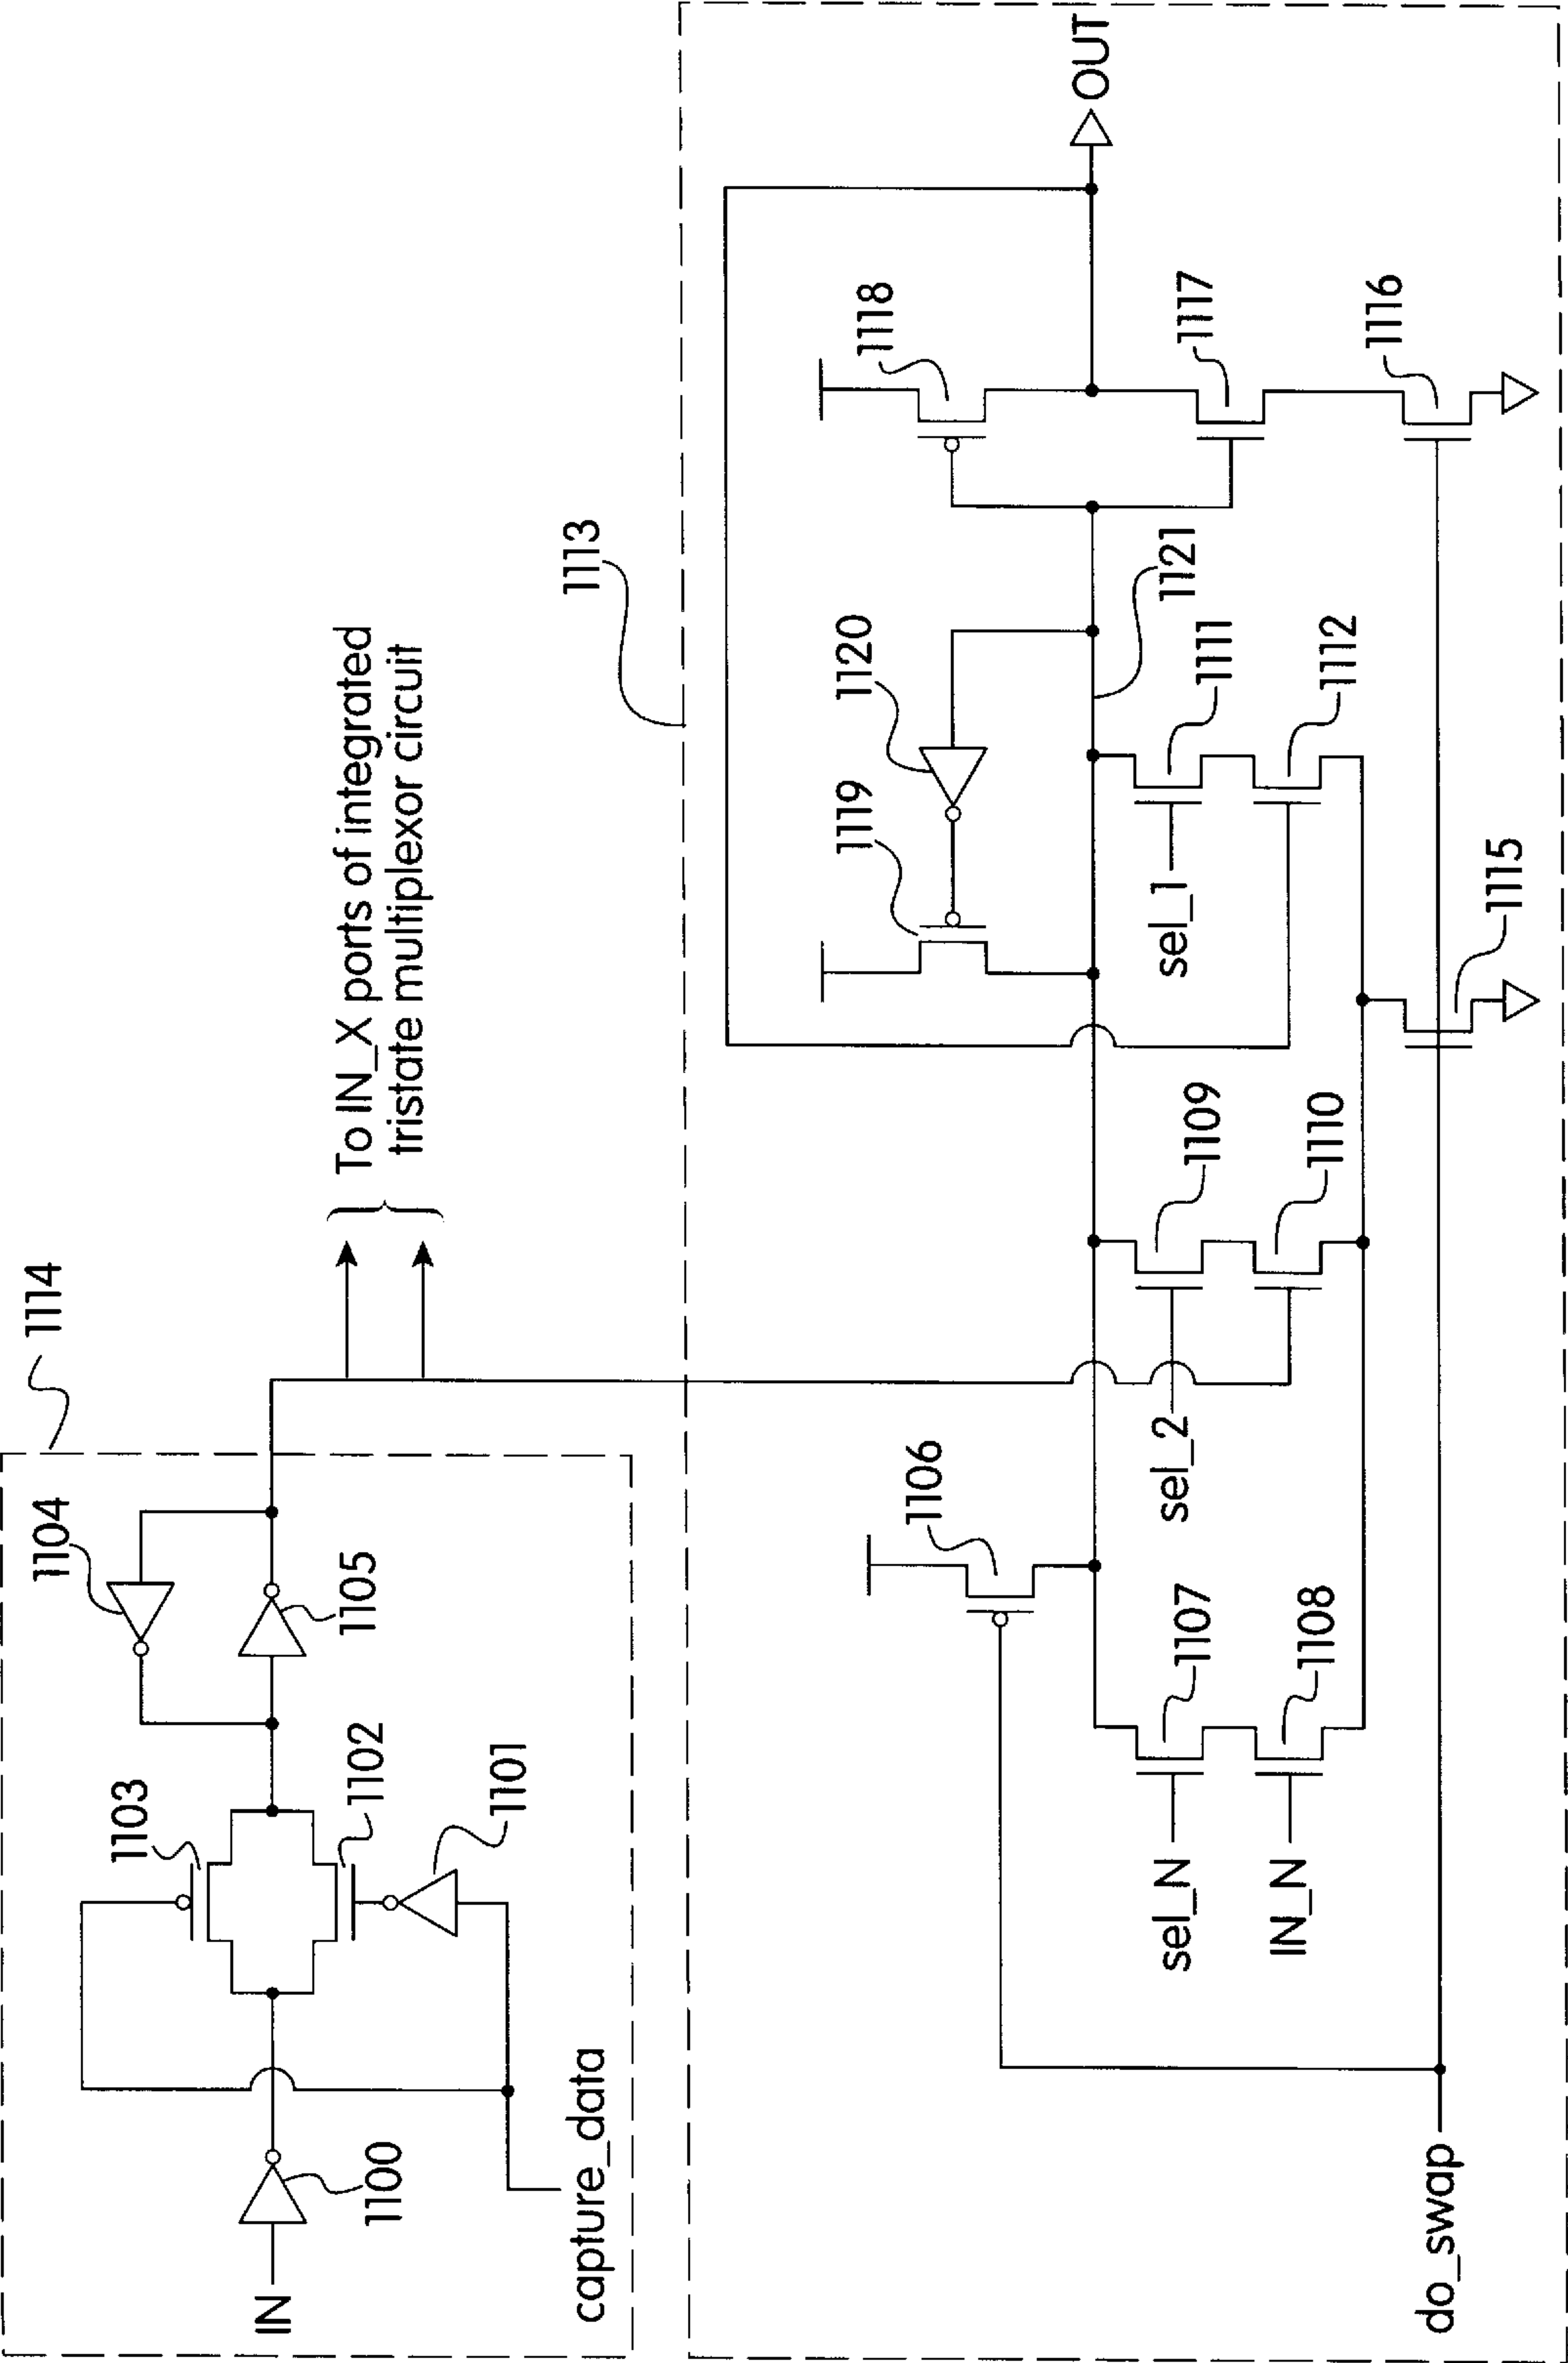 1114
1103
1104
1102
1105
1101
1100
IN
capture_data
To IN_X ports of integrated
tristate multiplexor circuit
1113
1106
1119
1120
1118
OUT
1121
1117
sel_N
1107
sel_2
1109
sel_1
1111
IN_N
1108
1110
1112
1116
1115
do_swap